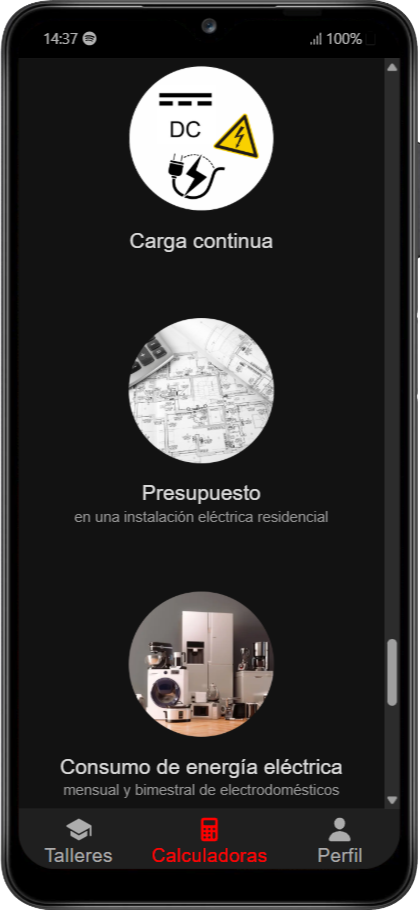 14:37
100%
DC
Carga continua
Presupuesto
en una instalación eléctrica residencial
Consumo de energía eléctrica
mensual y bimestral de electrodomésticos
Talleres
Calculadoras
Perfil